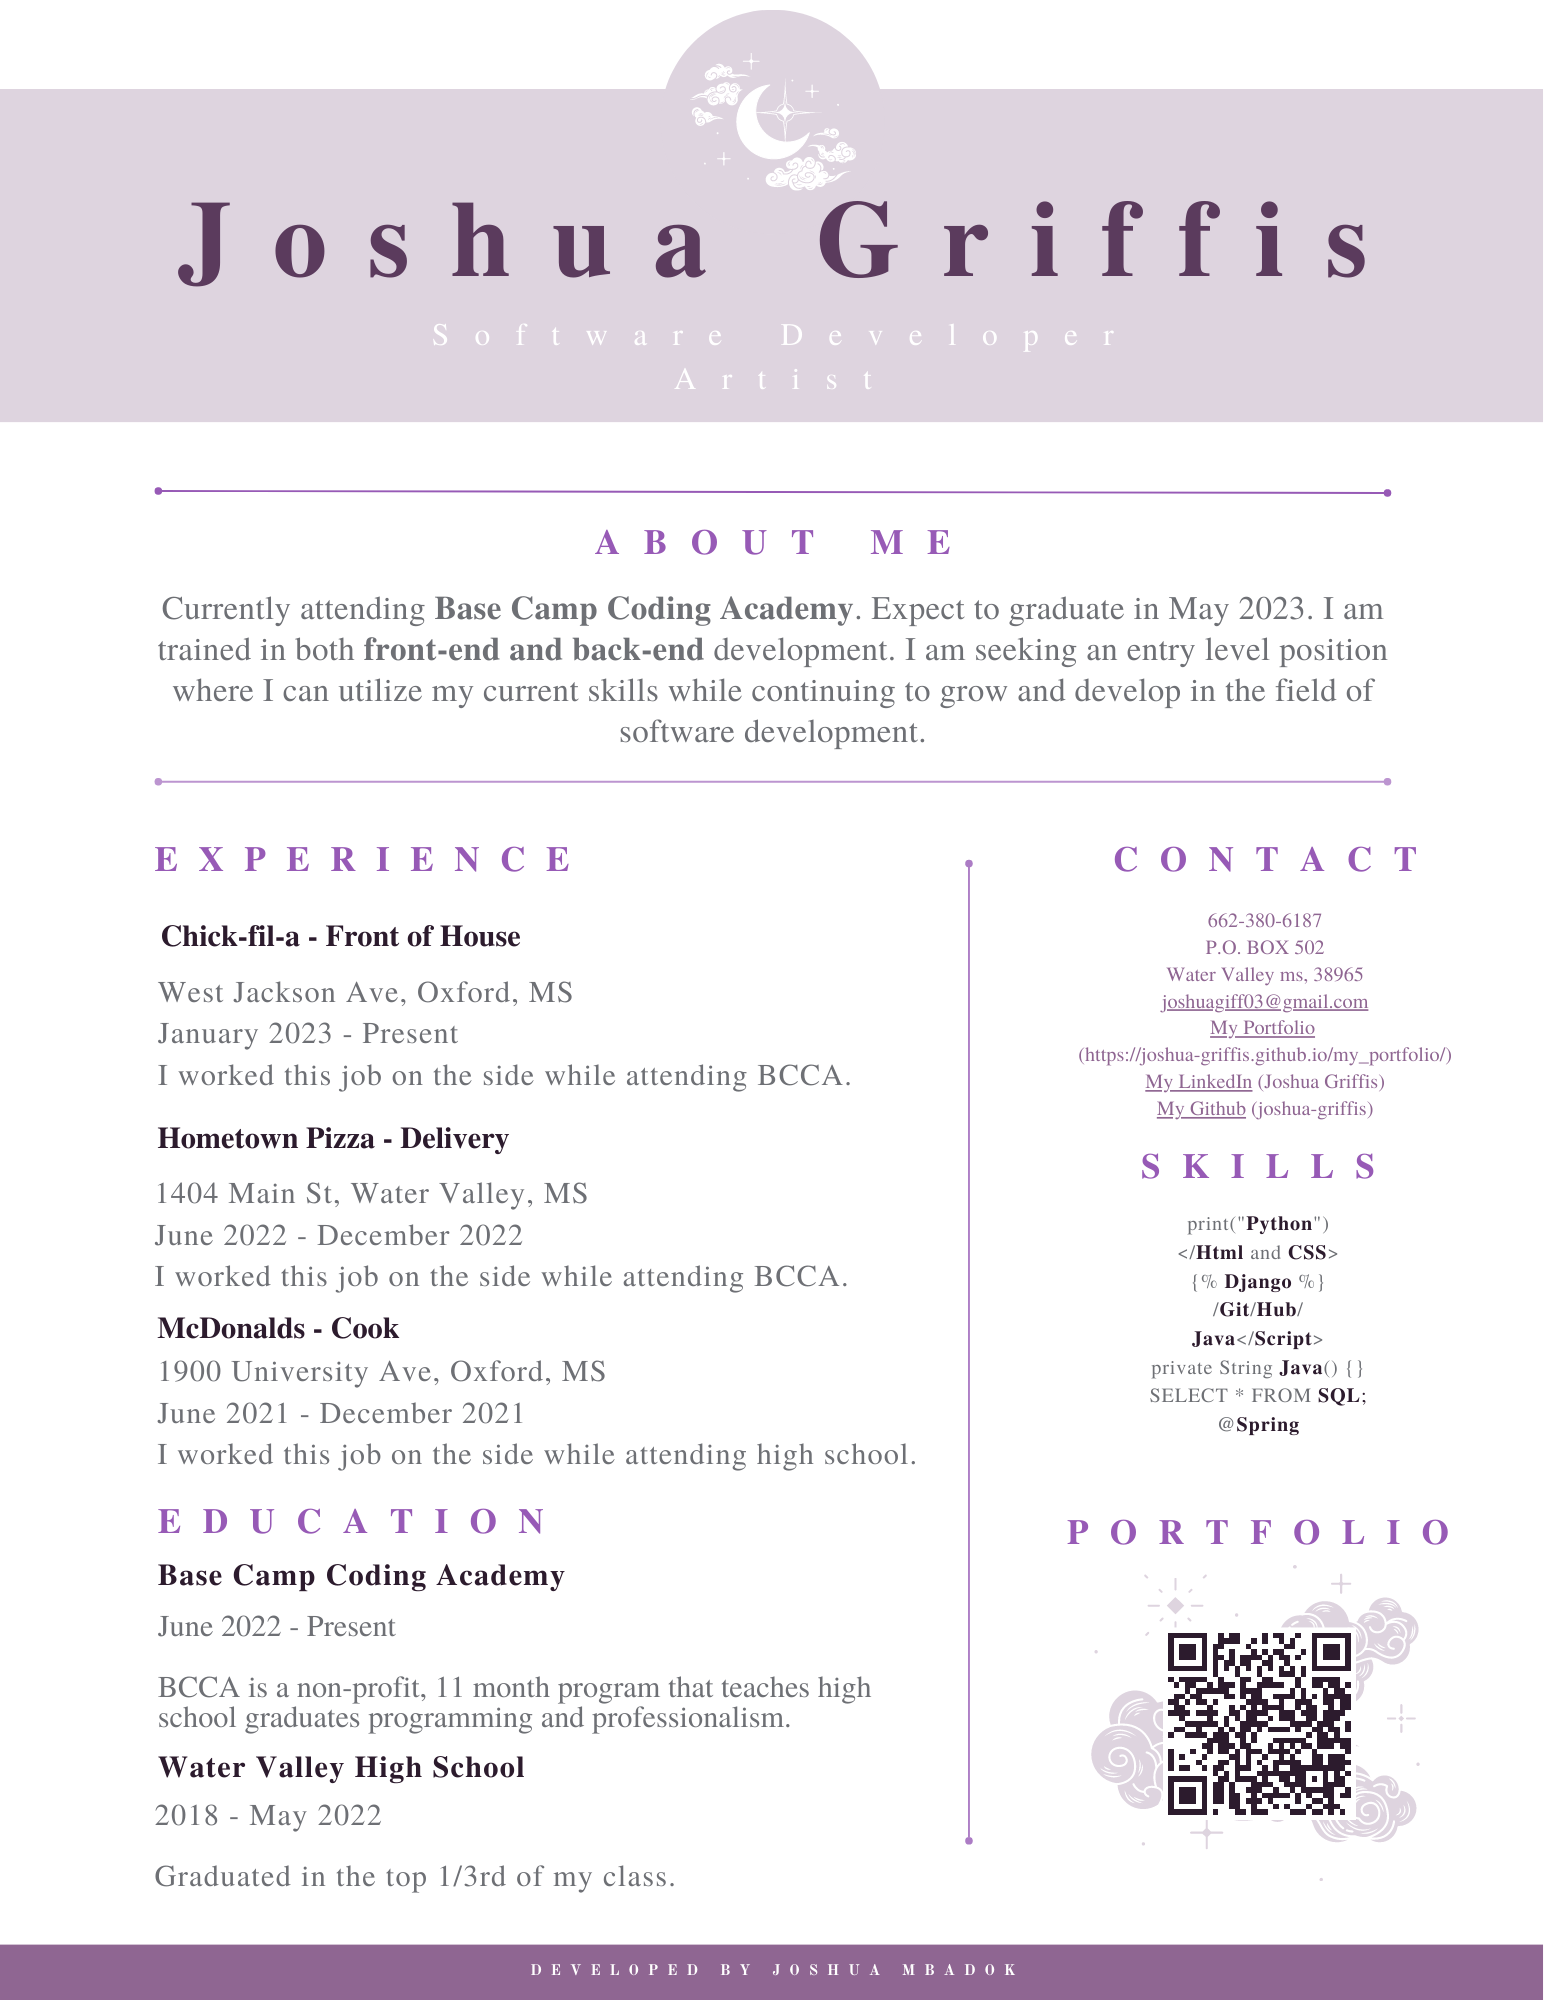 Joshua Griffis
Software Developer
Artist
ABOUT ME
Currently attending Base Camp Coding Academy. Expect to graduate in May 2023. I am
trained in both front-end and back-end development. I am seeking an entry level position
where I can utilize my current skills while continuing to grow and develop in the field of
software development.
EXPERIENCE
Chick-fil-a - Front of House
West Jackson Ave, Oxford, MS
January 2023 - Present
I worked this job on the side while attending BCCA.
Hometown Pizza - Delivery
1404 Main St, Water Valley, MS
June 2022 - December 2022
I worked this job on the side while attending BCCA.
McDonalds - Cook
1900 University Ave, Oxford, MS
June 2021 - December 2021
I worked this job on the side while attending high school.
EDUCATION
Base Camp Coding Academy
June 2022 - Present
BCCA is a non-profit, 11 month program that teaches high
school graduates programming and professionalism.
Water Valley High School
2018 - May 2022
Graduated in the top 1/3rd of my class.
CONTACT
662-380-6187
P.O. BOX 502
Water Valley ms, 38965
joshuagiff03@gmail.com
My Portfolio
(https://joshua-griffis.github.io/my_portfolio/)
My LinkedIn (Joshua Griffis)
My Github (joshua-griffis)
SKILLS
print("Python")
</Html and CSS>
{% Django %}
/Git/Hub/
Java</Script>
private String Java() {}
SELECT * FROM SQL;
@Spring
PORTFOLIO
DEVELOPED BY JOSHUA MBADOK